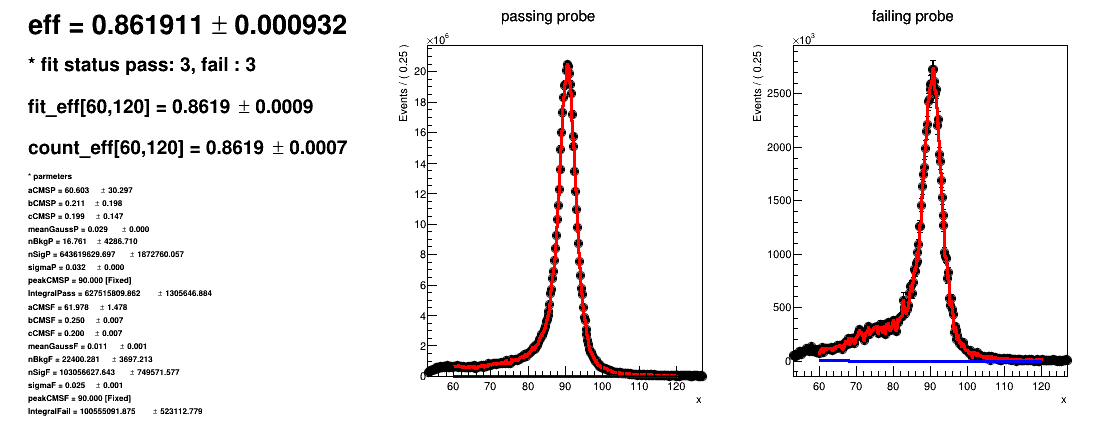 eff = 0.861911 ± 0.000932
* fit status pass: 3, fail : 3
fit_eff[60,120] = 0.8619 ± 0.0009
count_eff[60,120] = 0.8619 ± 0.0007
* parmeters
aCMSP = 60.603 ± 30.297
bCMSP = 0.211 ± 0.198
cCMSP = 0.199 ± 0.147
meanGaussP = 0.029 ± 0.000
nBkgP = 16.761 ± 4286.710
nSigP = 643619629.697 ± 1872760.057
sigmaP = 0.032 ± 0.000
peakCMSP = 90.000 [Fixed]
IntegralPass = 627515809.862 ± 1305646.884
aCMSF = 61.978 ± 1.478
bCMSF = 0.250 ± 0.007
cCMSF = 0.200 ± 0.007
meanGaussF = 0.011 ± 0.001
nBkgF = 22400.281 ± 3697.213
nSigF = 103056627.643 ± 749571.577
sigmaF = 0.025 ± 0.001
peakCMSF = 90.000 [Fixed]
IntegralFail = 100555091.875 ± 523112.779
passing probe
×10⁶
Events / ( 0.25 )
20
18
16
14
12
10
8
6
4
2
0
60 70 80 90 100 110 120
x
failing probe
×10³
Events / ( 0.25 )
2500
2000
1500
1000
500
0
60 70 80 90 100 110 120
x